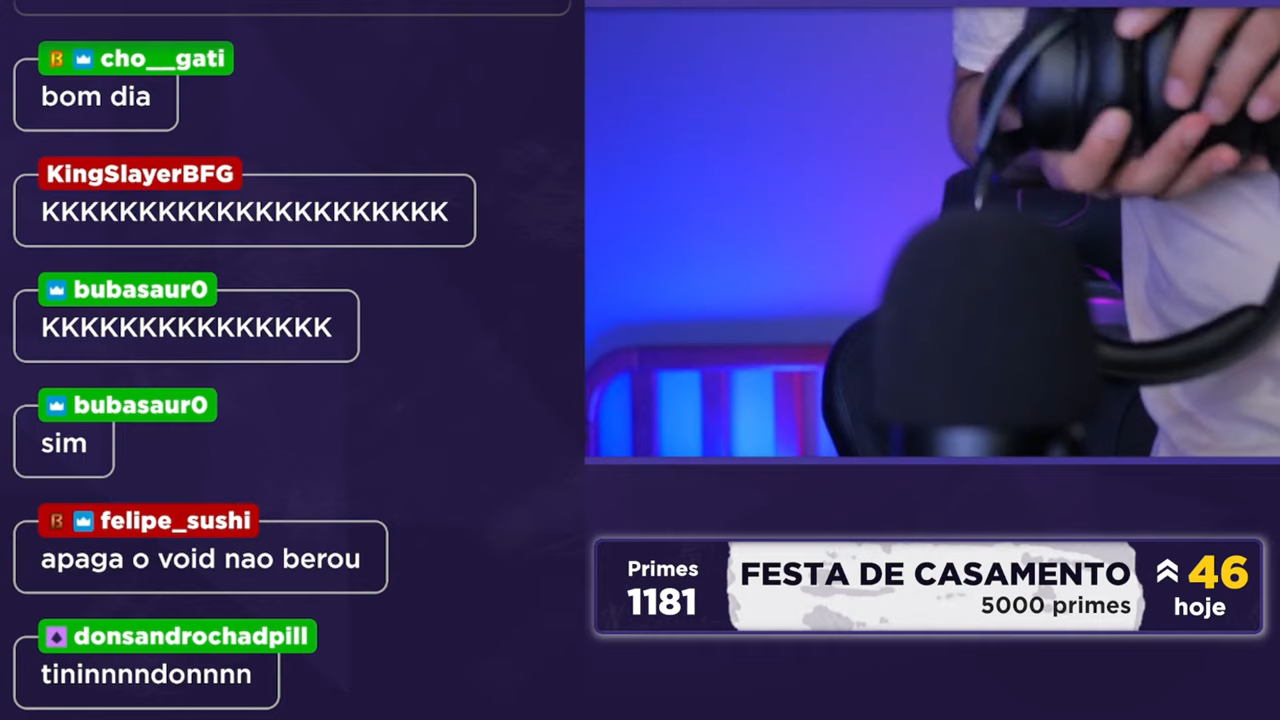 cho__gati
bom dia
KingSlayerBFG
KKKKKKKKKKKKKKKKKKKKK
bubasaur0
KKKKKKKKKKKKKKK
bubasaur0
sim
felipe_sushi
apaga o void nao berou
donsandrochadpill
tininnnndonnnn
Primes
1181
FESTA DE CASAMENTO
5000 primes
46
hoje